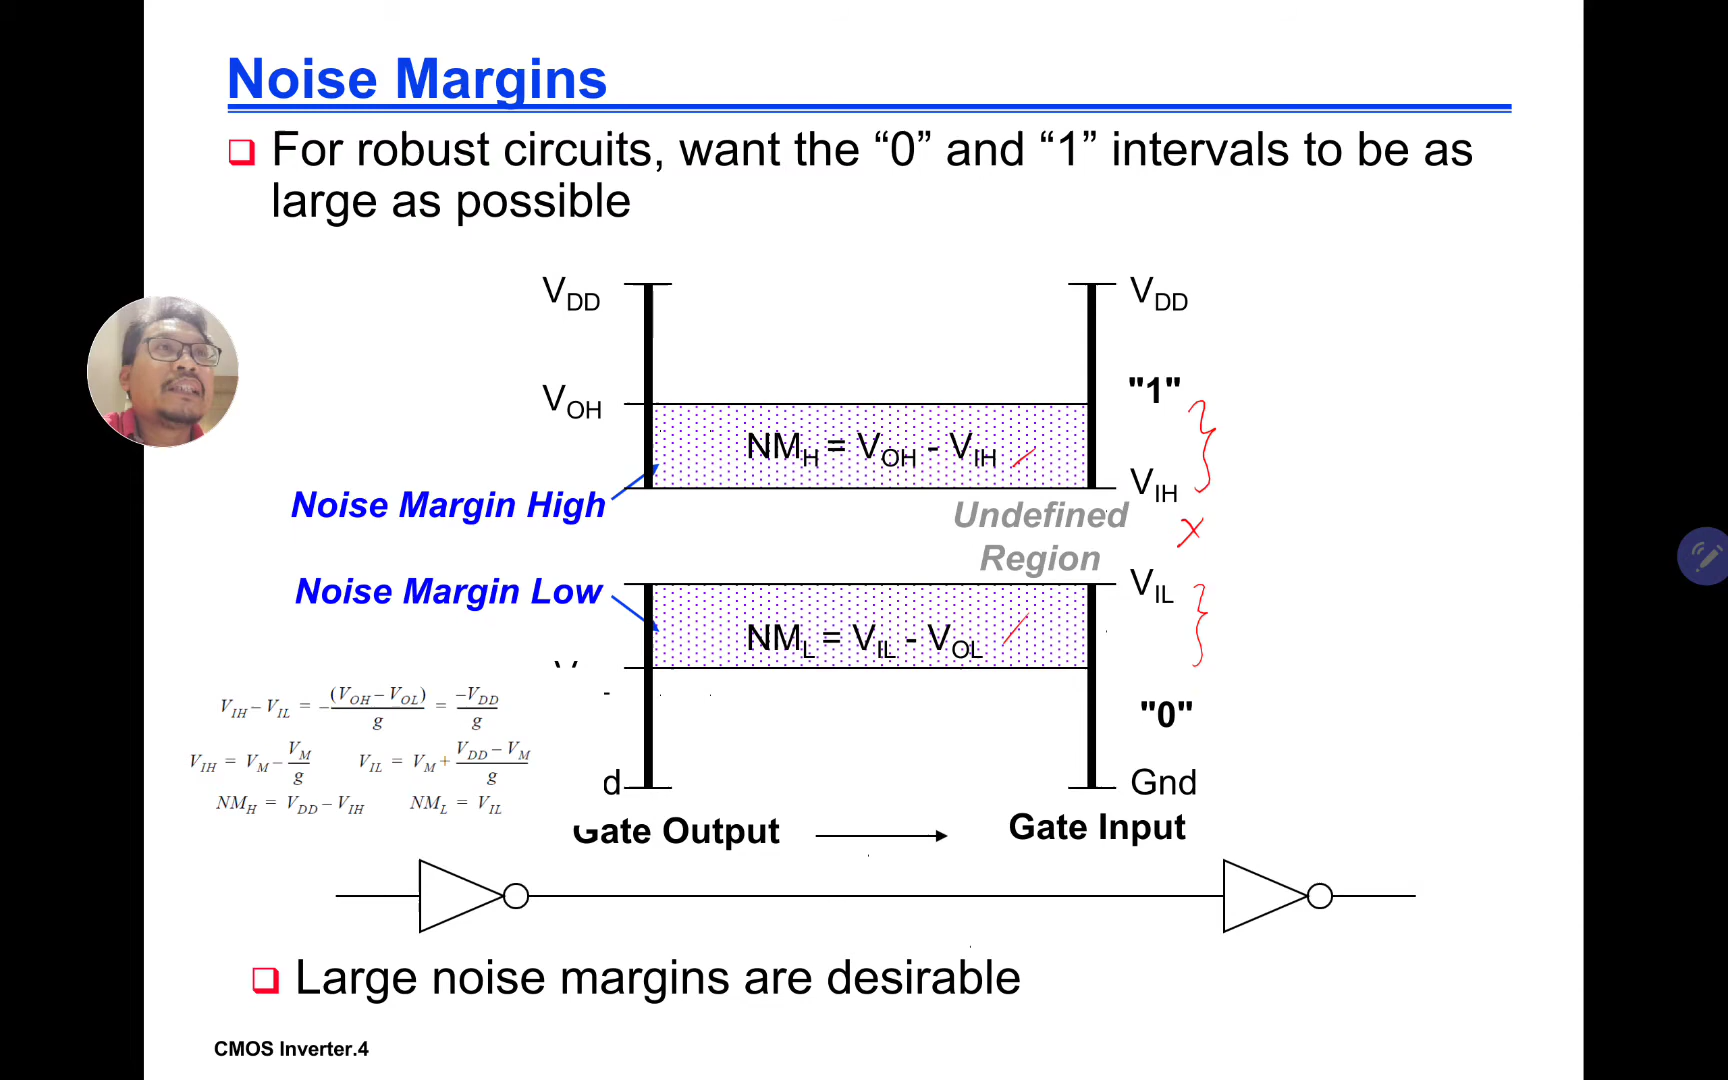 Noise Margins
For robust circuits, want the “0” and “1” intervals to be as
large as possible
VDD
VDD
"1"
VOH
NMH = VOH - VIH
VIH
Noise Margin High
Undefined
Region
X
Noise Margin Low
VIL
NML = VIL - VOL
VIH − VIL = −(VOH − VOL)/g = −VDD/g
"0"
VIH = VM − VM/g VIL = VM + (VDD − VM)/g
d
Gnd
NMH = VDD − VIH NML = VIL
Gate Output
Gate Input
Large noise margins are desirable
CMOS Inverter.4